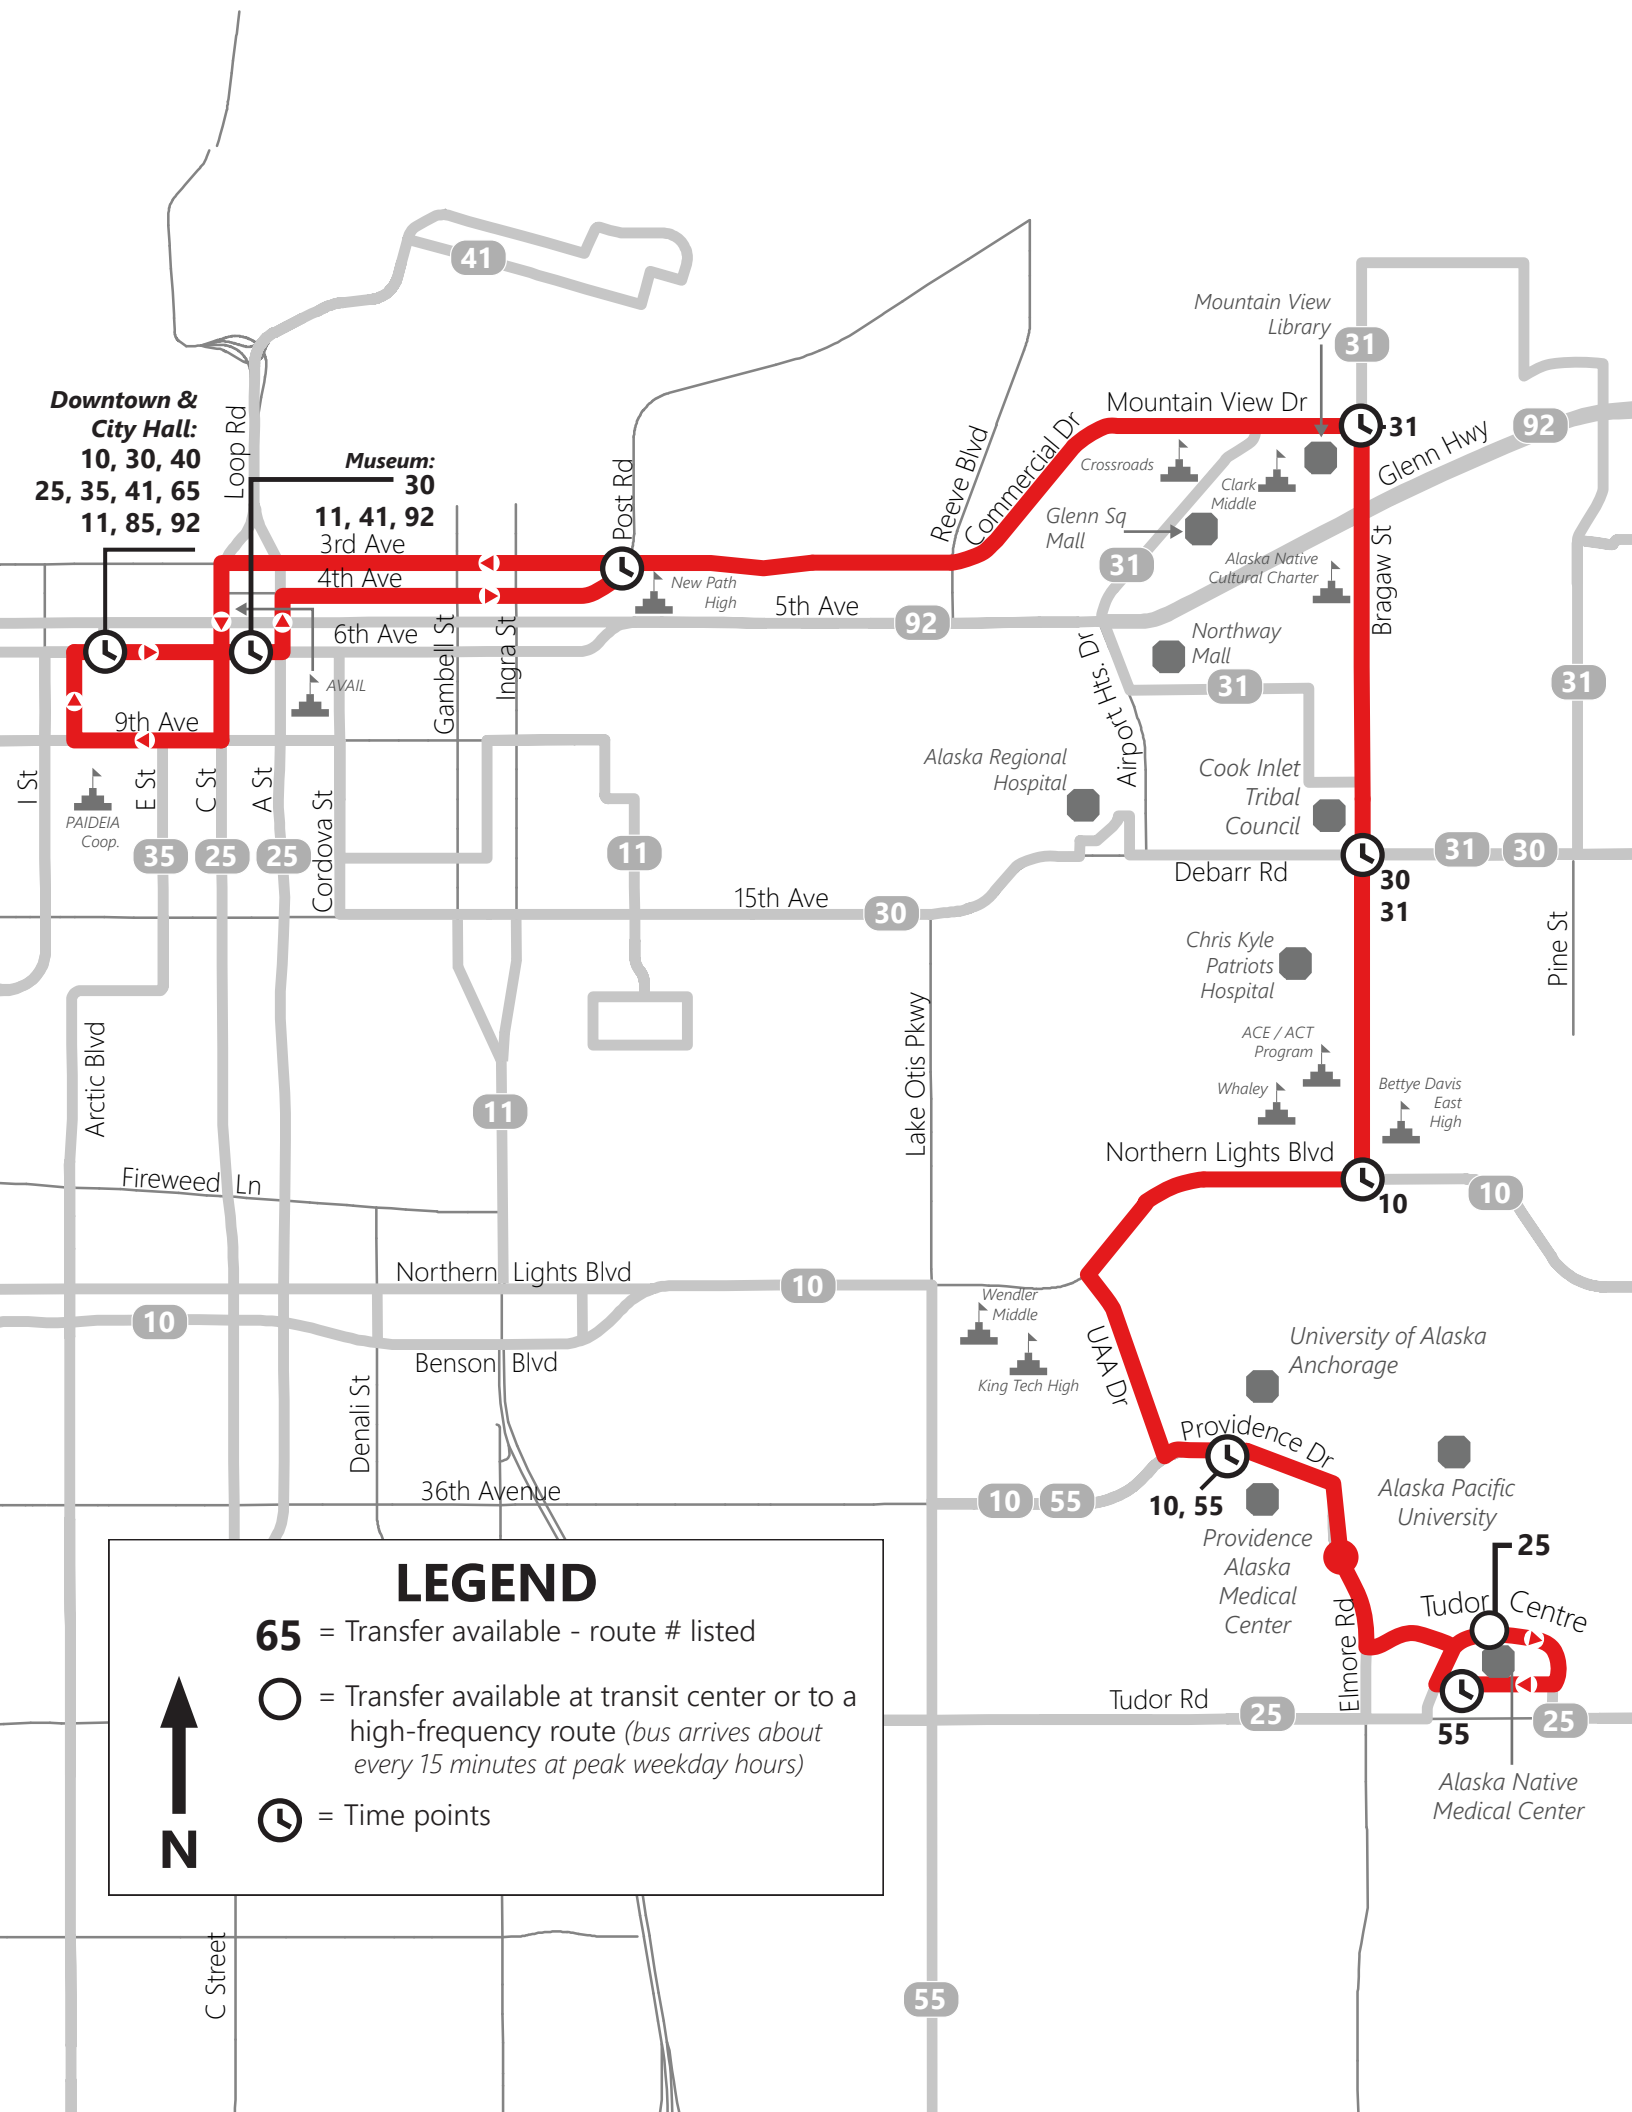 41
Mountain View
Library
31
Downtown &
City Hall:
10, 30, 40
25, 35, 41, 65
11, 85, 92
Loop Rd
Museum:
30
11, 41, 92
Mountain View Dr
31
92
Glenn Hwy
Post Rd
Reeve Blvd
Commercial Dr
Crossroads
Clark
Middle
Glenn Sq
Mall
3rd Ave
4th Ave
31
Alaska Native
Cultural Charter
Bragaw St
New Path
High
5th Ave
92
6th Ave
Gambell St
Ingra St
Northway
Mall
Airport Hts. Dr
31
31
AVAIL
9th Ave
Alaska Regional
Hospital
Cook Inlet
Tribal
Council
I St
E St
C St
A St
Cordova St
PAIDEIA
Coop.
35
25
25
11
31
30
Debarr Rd
30
31
15th Ave
30
Chris Kyle
Patriots
Hospital
Pine St
Arctic Blvd
Lake Otis Pkwy
ACE / ACT
Program
Whaley
Bettye Davis
East
High
11
Northern Lights Blvd
10
10
Fireweed Ln
Northern Lights Blvd
10
10
Wendler
Middle
King Tech High
Benson Blvd
Denali St
UAA Dr
University of Alaska
Anchorage
Providence Dr
Alaska Pacific
University
36th Avenue
10
55
10, 55
Providence
Alaska
Medical
Center
25
Tudor Centre
Elmore Rd
Tudor Rd
25
25
55
Alaska Native
Medical Center
LEGEND
65 = Transfer available - route # listed
= Transfer available at transit center or to a
high-frequency route (bus arrives about
every 15 minutes at peak weekday hours)
= Time points
N
C Street
55